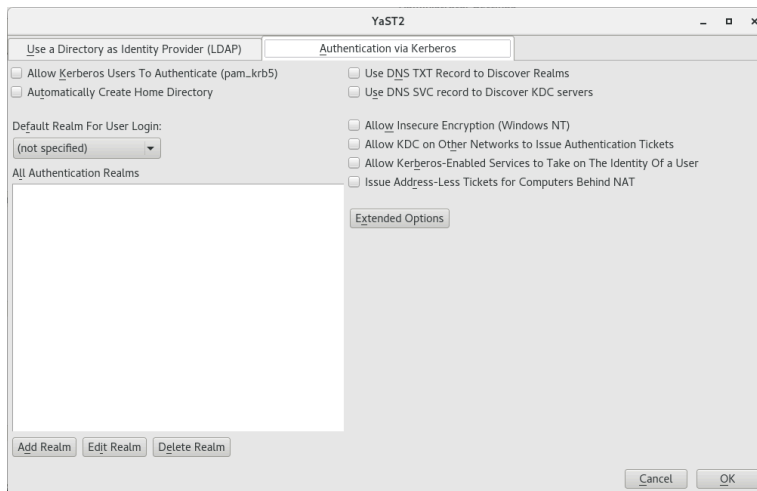 YaST2
Use a Directory as Identity Provider (LDAP)
Authentication via Kerberos
Allow Kerberos Users To Authenticate (pam_krb5)
Automatically Create Home Directory
Default Realm For User Login:
(not specified)
All Authentication Realms
Add Realm
Edit Realm
Delete Realm
Use DNS TXT Record to Discover Realms
Use DNS SVC record to Discover KDC servers
Allow Insecure Encryption (Windows NT)
Allow KDC on Other Networks to Issue Authentication Tickets
Allow Kerberos-Enabled Services to Take on The Identity Of a User
Issue Address-Less Tickets for Computers Behind NAT
Extended Options
Cancel
OK